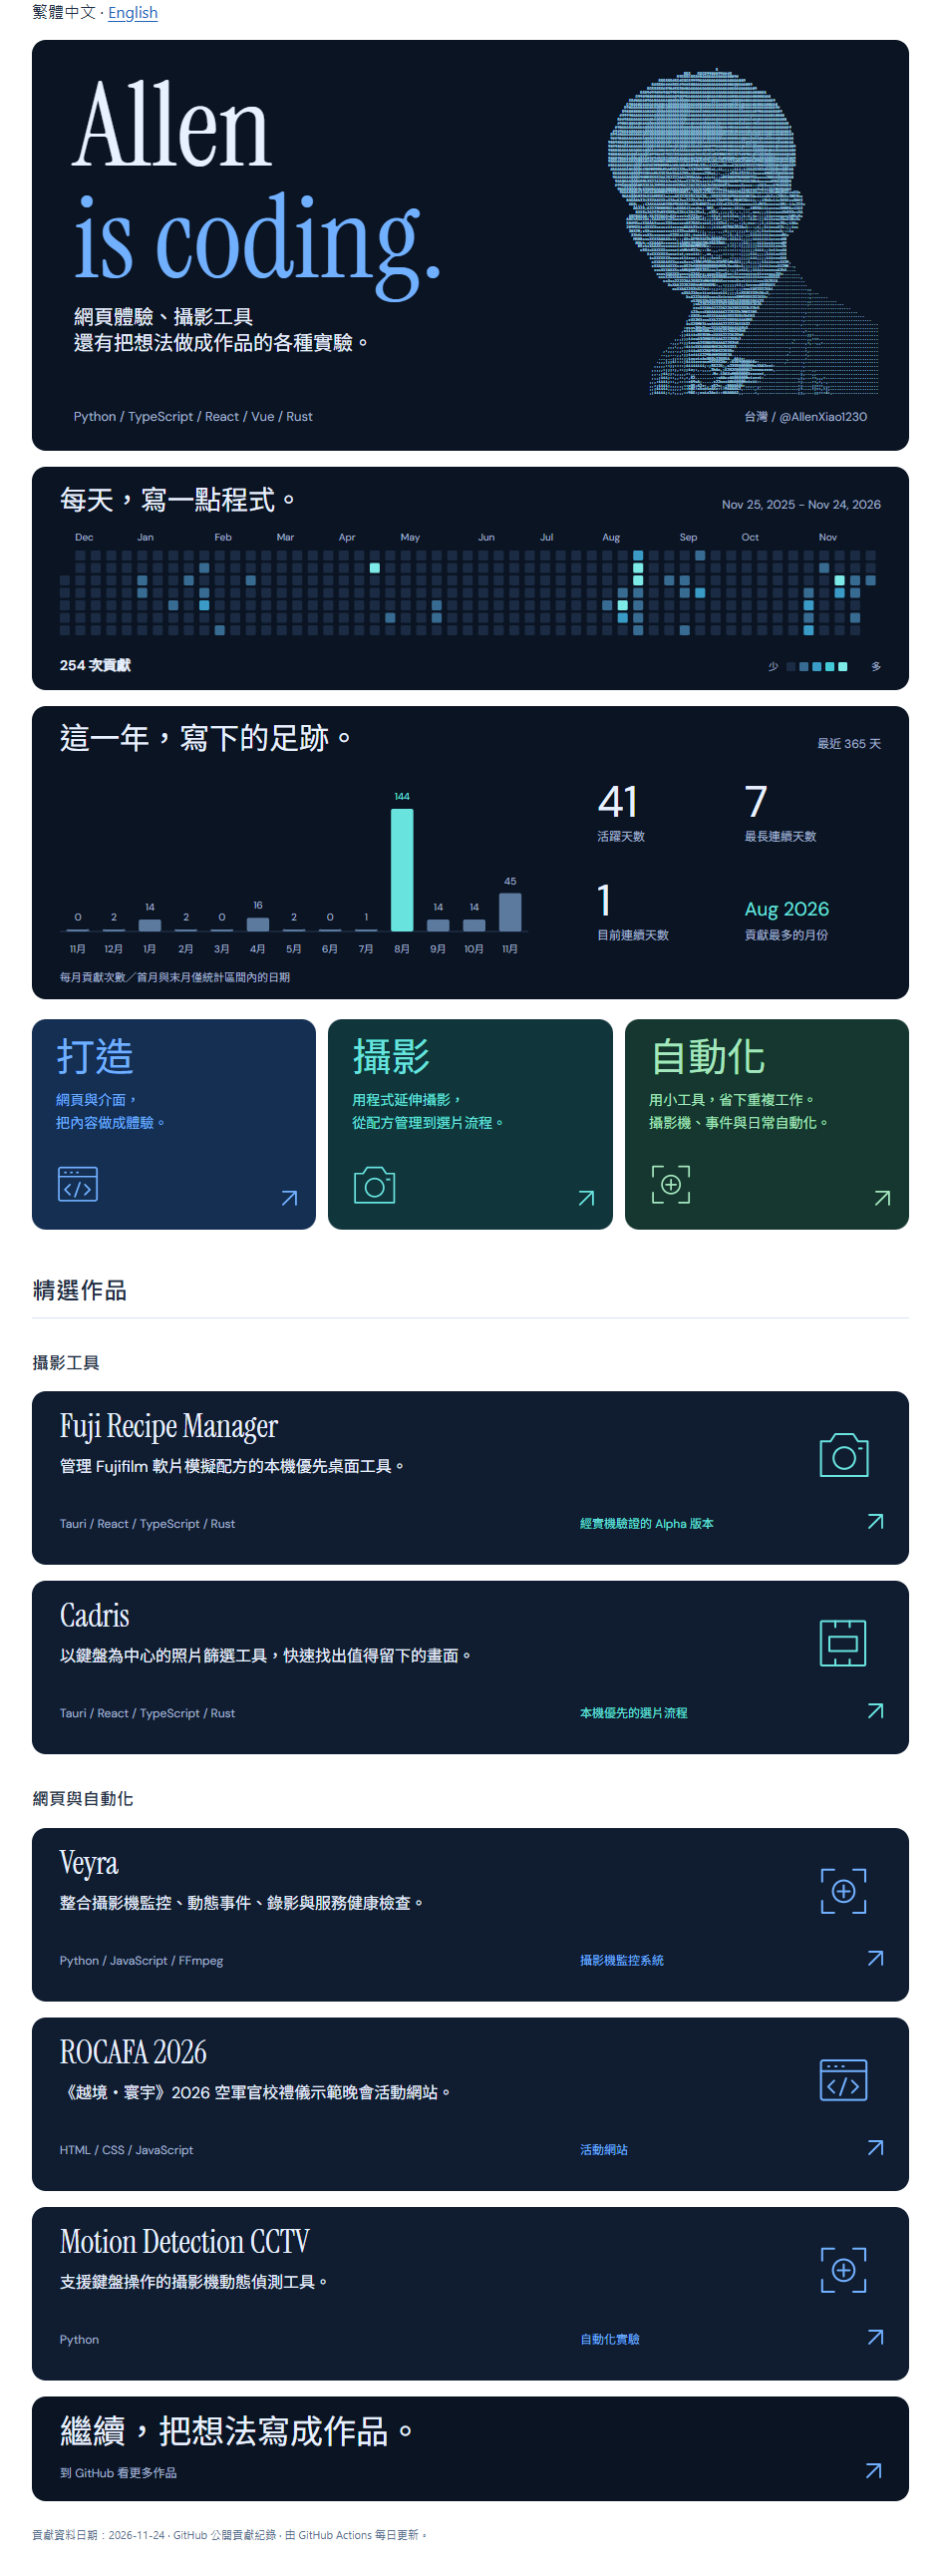 繁體中文 · English
Allen
is coding.
網頁體驗、攝影工具
還有把想法做成作品的各種實驗。
Python / TypeScript / React / Vue / Rust
台灣 / @AllenXiao1230
每天，寫一點程式。
Nov 25, 2025 - Nov 24, 2026
Dec Jan Feb Mar Apr May Jun Jul Aug Sep Oct Nov
254 次貢獻
少 多
這一年，寫下的足跡。
最近 365 天
0 2 14 2 0 16 2 0 1 144 14 14 45
11月 12月 1月 2月 3月 4月 5月 6月 7月 8月 9月 10月 11月
每月貢獻次數／首月與末月僅統計區間內的日期
41
活躍天數
7
最長連續天數
1
目前連續天數
Aug 2026
貢獻最多的月份
打造
網頁與介面，
把內容做成體驗。
攝影
用程式延伸攝影，
從配方管理到選片流程。
自動化
用小工具，省下重複工作。
攝影機、事件與日常自動化。
精選作品
攝影工具
Fuji Recipe Manager
管理 Fujifilm 軟片模擬配方的本機優先桌面工具。
Tauri / React / TypeScript / Rust
經實機驗證的 Alpha 版本
Cadris
以鍵盤為中心的照片篩選工具，快速找出值得留下的畫面。
Tauri / React / TypeScript / Rust
本機優先的選片流程
網頁與自動化
Veyra
整合攝影機監控、動態事件、錄影與服務健康檢查。
Python / JavaScript / FFmpeg
攝影機監控系統
ROCAFA 2026
《越境・寰宇》2026 空軍官校禮儀示範晚會活動網站。
HTML / CSS / JavaScript
活動網站
Motion Detection CCTV
支援鍵盤操作的攝影機動態偵測工具。
Python
自動化實驗
繼續，把想法寫成作品。
到 GitHub 看更多作品
貢獻資料日期：2026-11-24 · GitHub 公開貢獻紀錄 · 由 GitHub Actions 每日更新。